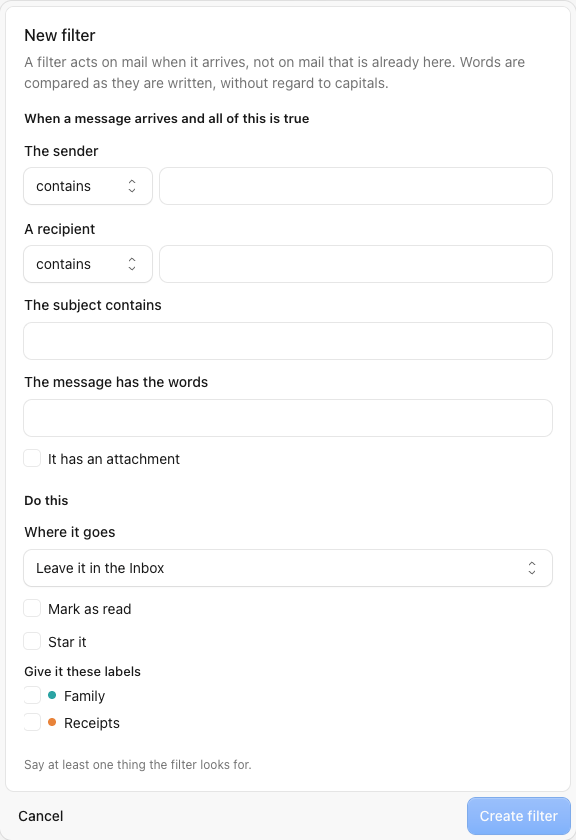 New filter
A filter acts on mail when it arrives, not on mail that is already here. Words are
compared as they are written, without regard to capitals.
When a message arrives and all of this is true
The sender
contains
A recipient
contains
The subject contains
The message has the words
It has an attachment
Do this
Where it goes
Leave it in the Inbox
Mark as read
Star it
Give it these labels
Family
Receipts
Say at least one thing the filter looks for.
Cancel
Create filter